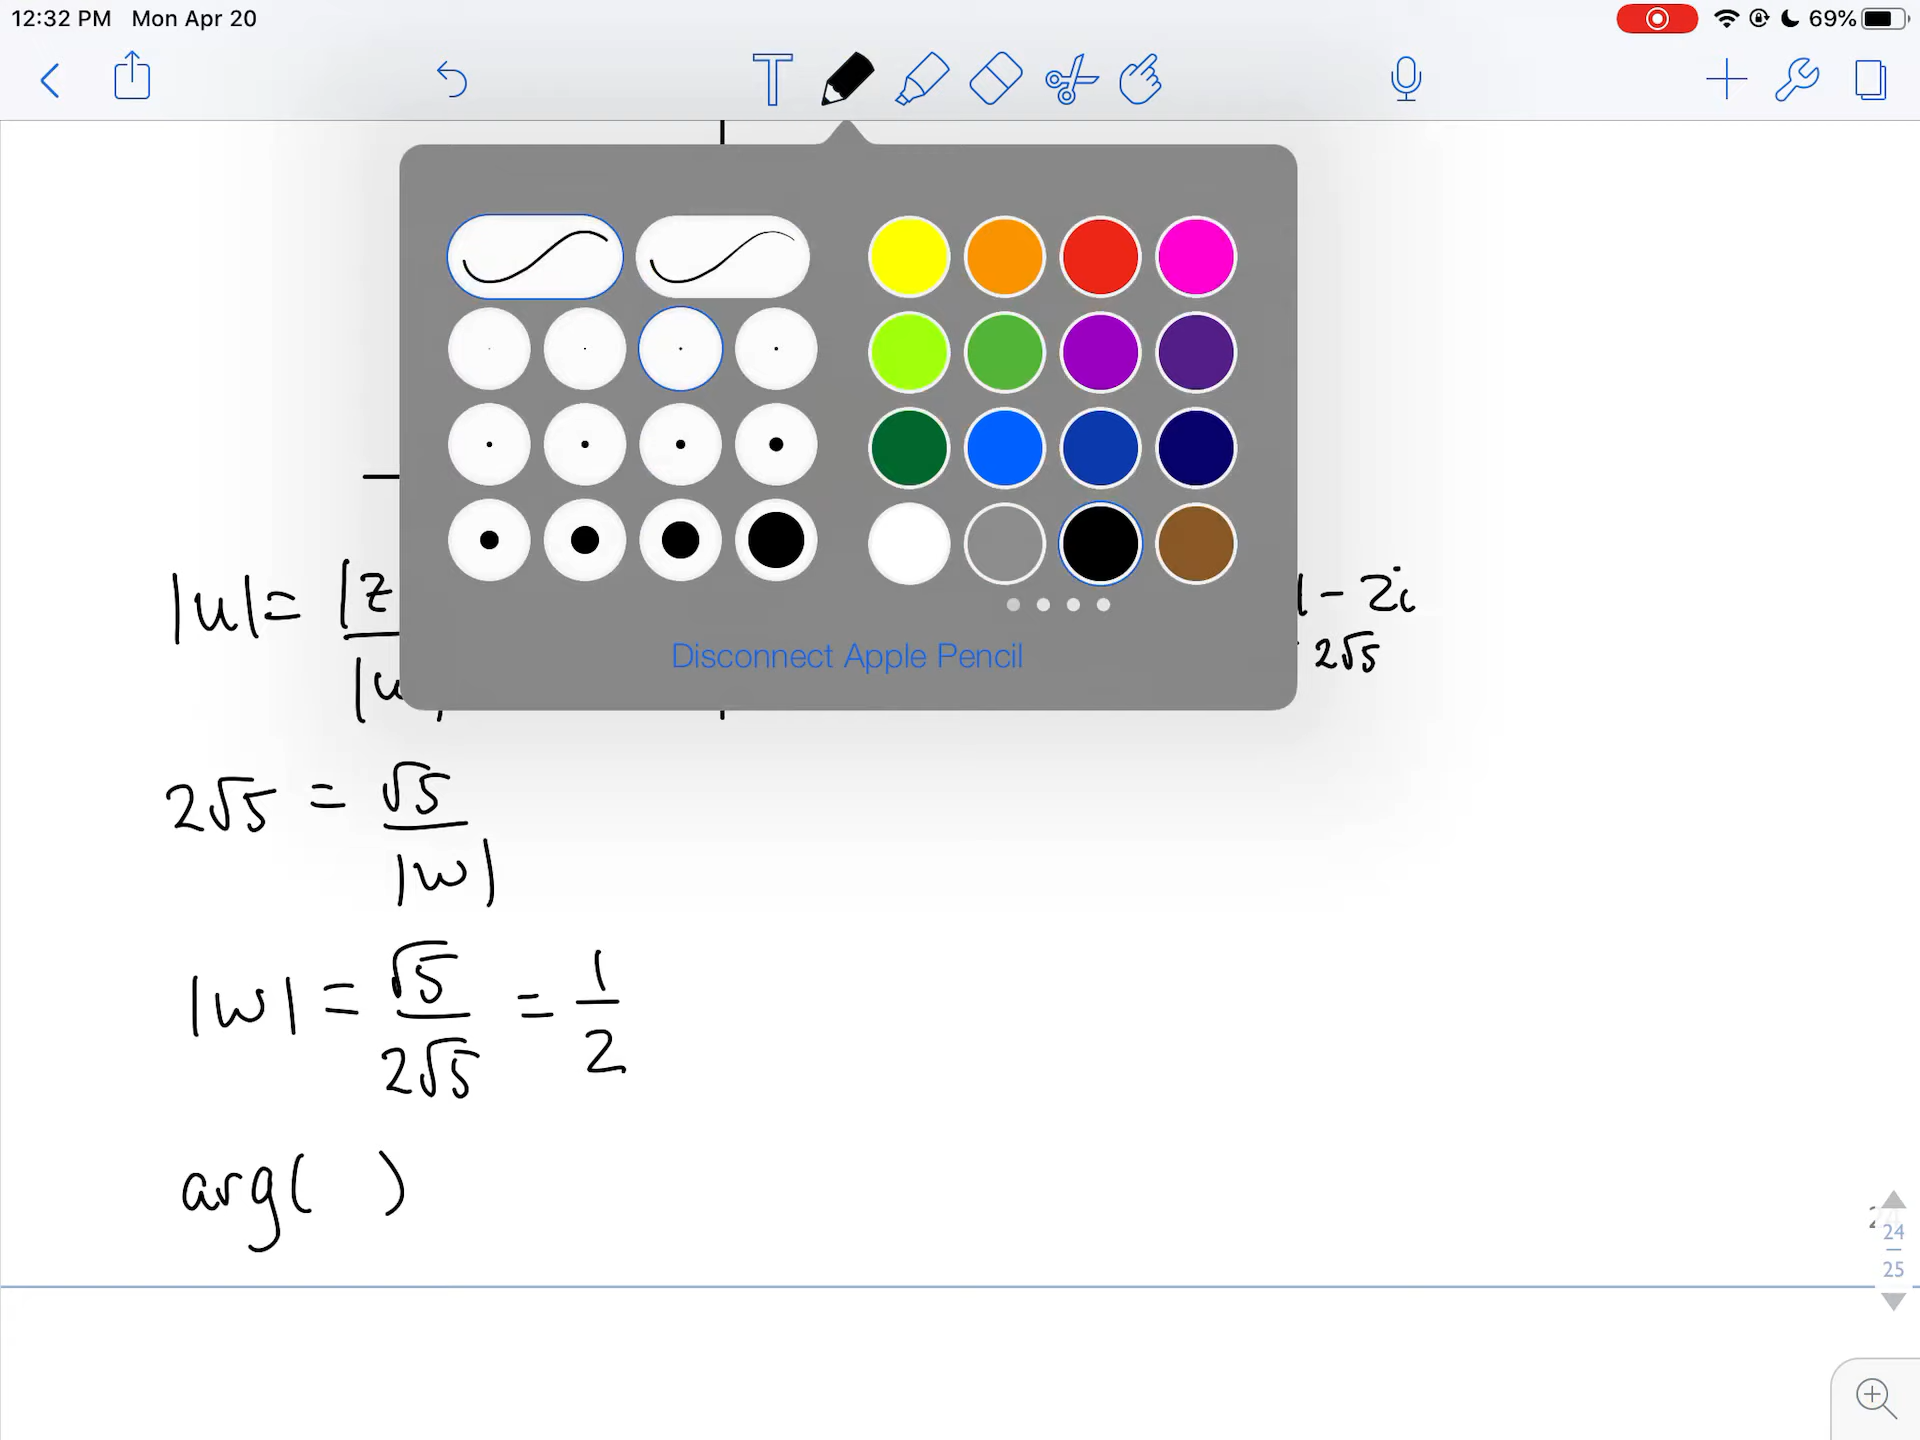 12:32 PM Mon Apr 20
69%
T
Disconnect Apple Pencil
|u| = |z
|w
1 - 2i
2√5
2√5 = √5
|w|
|w| = √5 = 1
2√5 2
arg( )
24
25